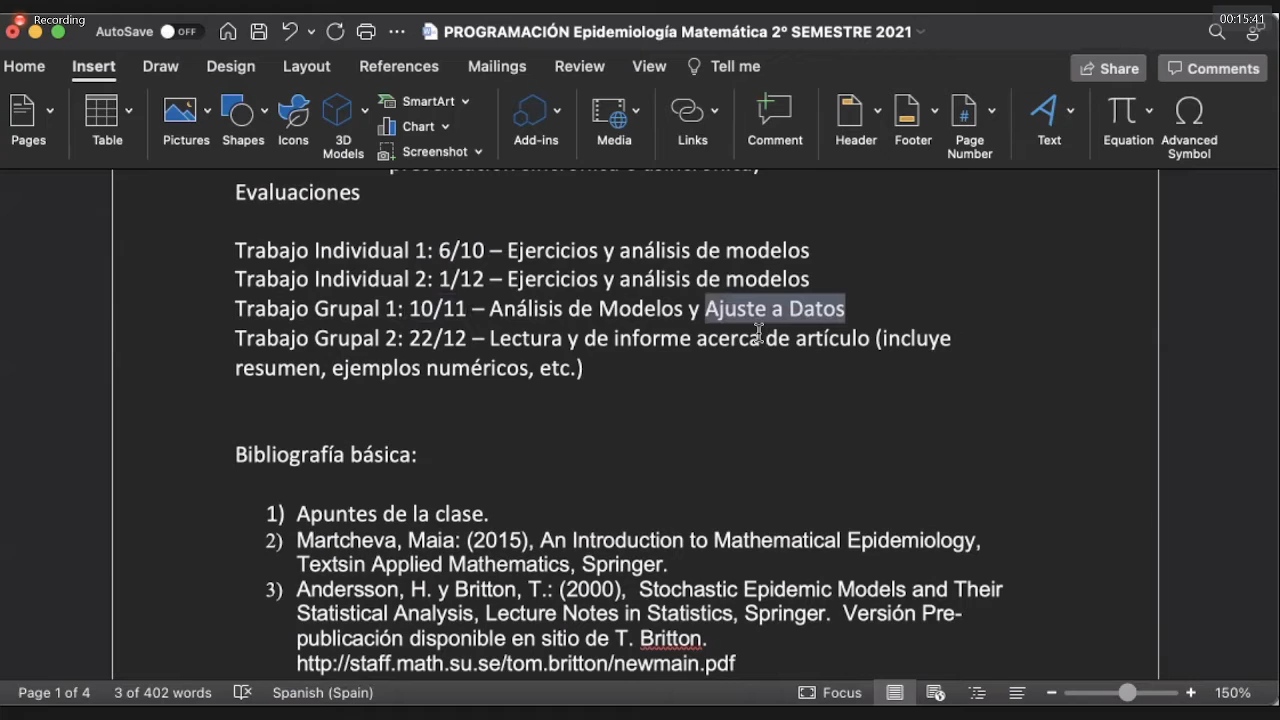 Recording
00:15:41
AutoSave OFF
PROGRAMACIÓN Epidemiología Matemática 2º SEMESTRE 2021
Home Insert Draw Design Layout References Mailings Review View Tell me Share Comments
Pages Table Pictures Shapes Icons 3D Models SmartArt Chart Screenshot Add-ins Media Links Comment Header Footer Page Number Text Equation Advanced Symbol
presentación sincrónica o asincrónica)
Evaluaciones
Trabajo Individual 1: 6/10 – Ejercicios y análisis de modelos
Trabajo Individual 2: 1/12 – Ejercicios y análisis de modelos
Trabajo Grupal 1: 10/11 – Análisis de Modelos y Ajuste a Datos
Trabajo Grupal 2: 22/12 – Lectura y de informe acerca de artículo (incluye
resumen, ejemplos numéricos, etc.)
Bibliografía básica:
1) Apuntes de la clase.
2) Martcheva, Maia: (2015), An Introduction to Mathematical Epidemiology,
Textsin Applied Mathematics, Springer.
3) Andersson, H. y Britton, T.: (2000), Stochastic Epidemic Models and Their
Statistical Analysis, Lecture Notes in Statistics, Springer. Versión Pre-
publicación disponible en sitio de T. Britton.
http://staff.math.su.se/tom.britton/newmain.pdf
Page 1 of 4 3 of 402 words Spanish (Spain) Focus 150%